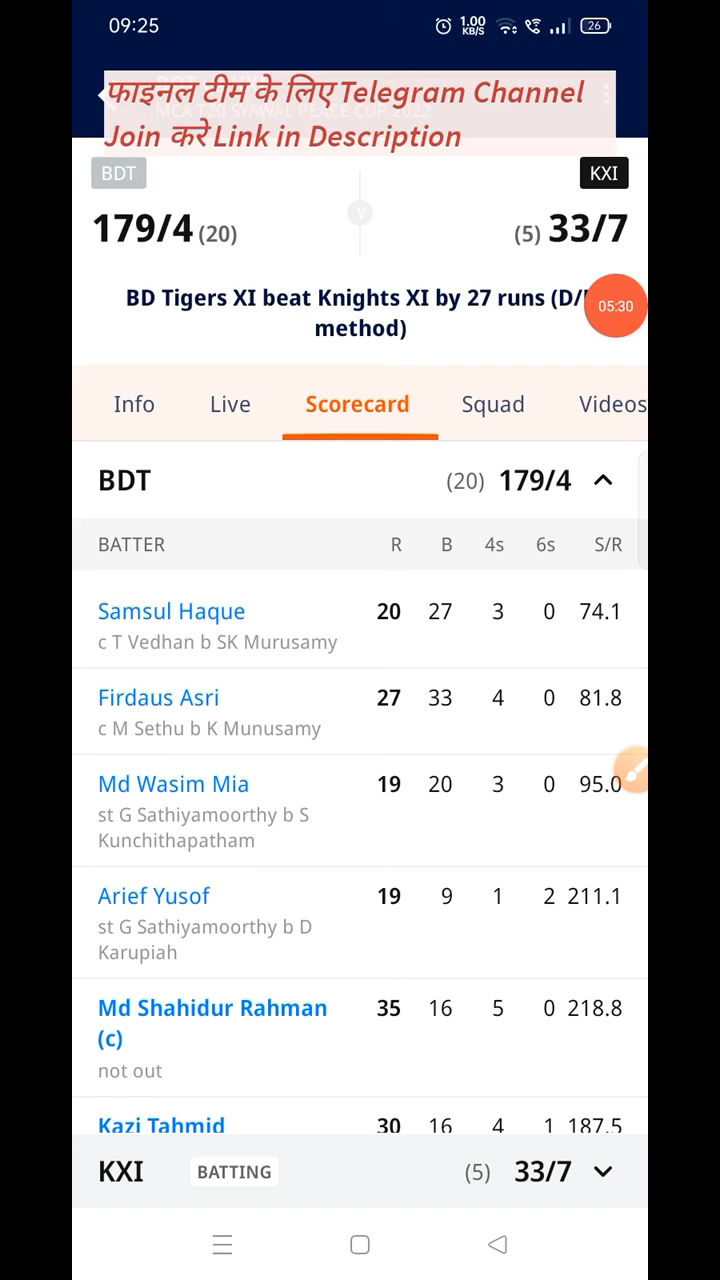 09:25
1.00 KB/S
26
फाइनल टीम के लिए Telegram Channel
MCA T20 SYAWAL PEACE CUP 2022
Join करे Link in Description
BDT
KXI
V
179/4 (20)
(5) 33/7
BD Tigers XI beat Knights XI by 27 runs (D/
05:30
method)
Info Live Scorecard Squad Videos
BDT (20) 179/4
BATTER R B 4s 6s S/R
Samsul Haque 20 27 3 0 74.1
c T Vedhan b SK Murusamy
Firdaus Asri 27 33 4 0 81.8
c M Sethu b K Munusamy
Md Wasim Mia 19 20 3 0 95.0
st G Sathiyamoorthy b S
Kunchithapatham
Arief Yusof 19 9 1 2 211.1
st G Sathiyamoorthy b D
Karupiah
Md Shahidur Rahman 35 16 5 0 218.8
(c)
not out
Kazi Tahmid 30 16 4 1 187.5
KXI BATTING (5) 33/7